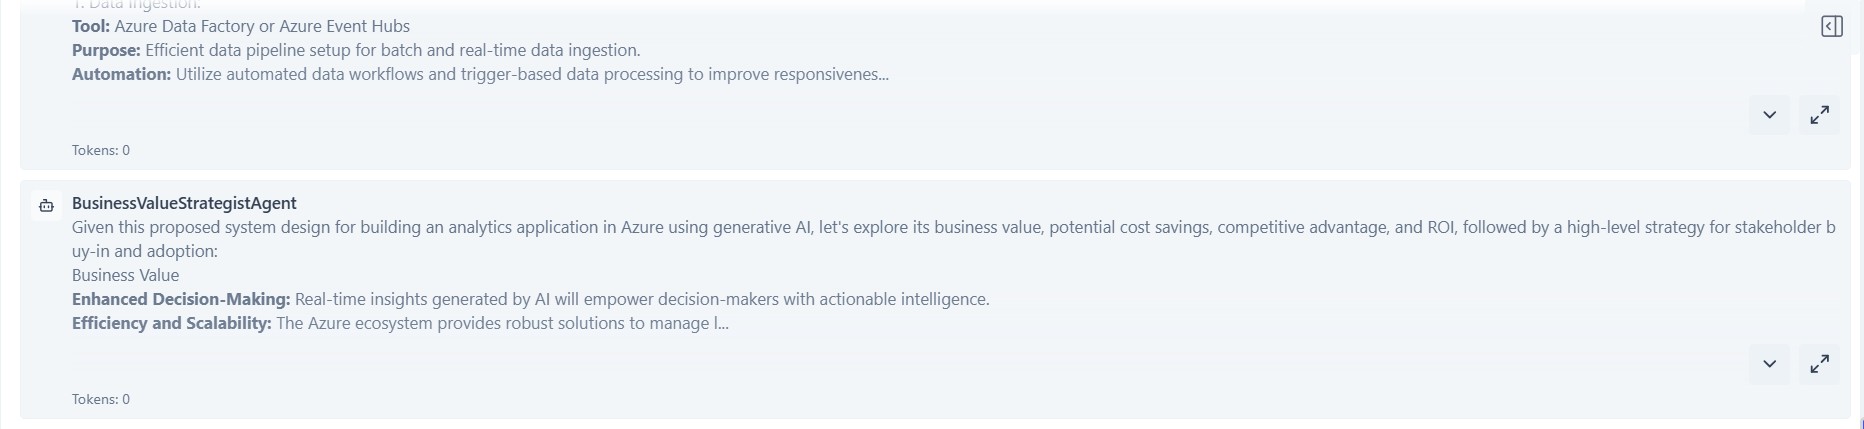 1. Data Ingestion:
Tool: Azure Data Factory or Azure Event Hubs
Purpose: Efficient data pipeline setup for batch and real-time data ingestion.
Automation: Utilize automated data workflows and trigger-based data processing to improve responsivenes...
Tokens: 0
BusinessValueStrategistAgent
Given this proposed system design for building an analytics application in Azure using generative AI, let's explore its business value, potential cost savings, competitive advantage, and ROI, followed by a high-level strategy for stakeholder b
uy-in and adoption:
Business Value
Enhanced Decision-Making: Real-time insights generated by AI will empower decision-makers with actionable intelligence.
Efficiency and Scalability: The Azure ecosystem provides robust solutions to manage l...
Tokens: 0